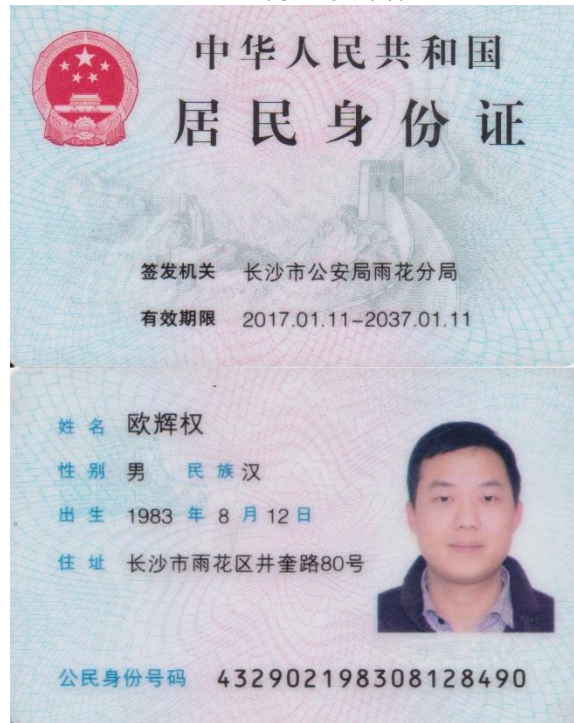 中华人民共和国
居民身份证
签发机关 长沙市公安局雨花分局
有效期限 2017.01.11-2037.01.11
姓名 欧辉权
性别 男 民族 汉
出生 1983 年 8 月 12 日
住址 长沙市雨花区井奎路80号
公民身份号码 432902198308128490